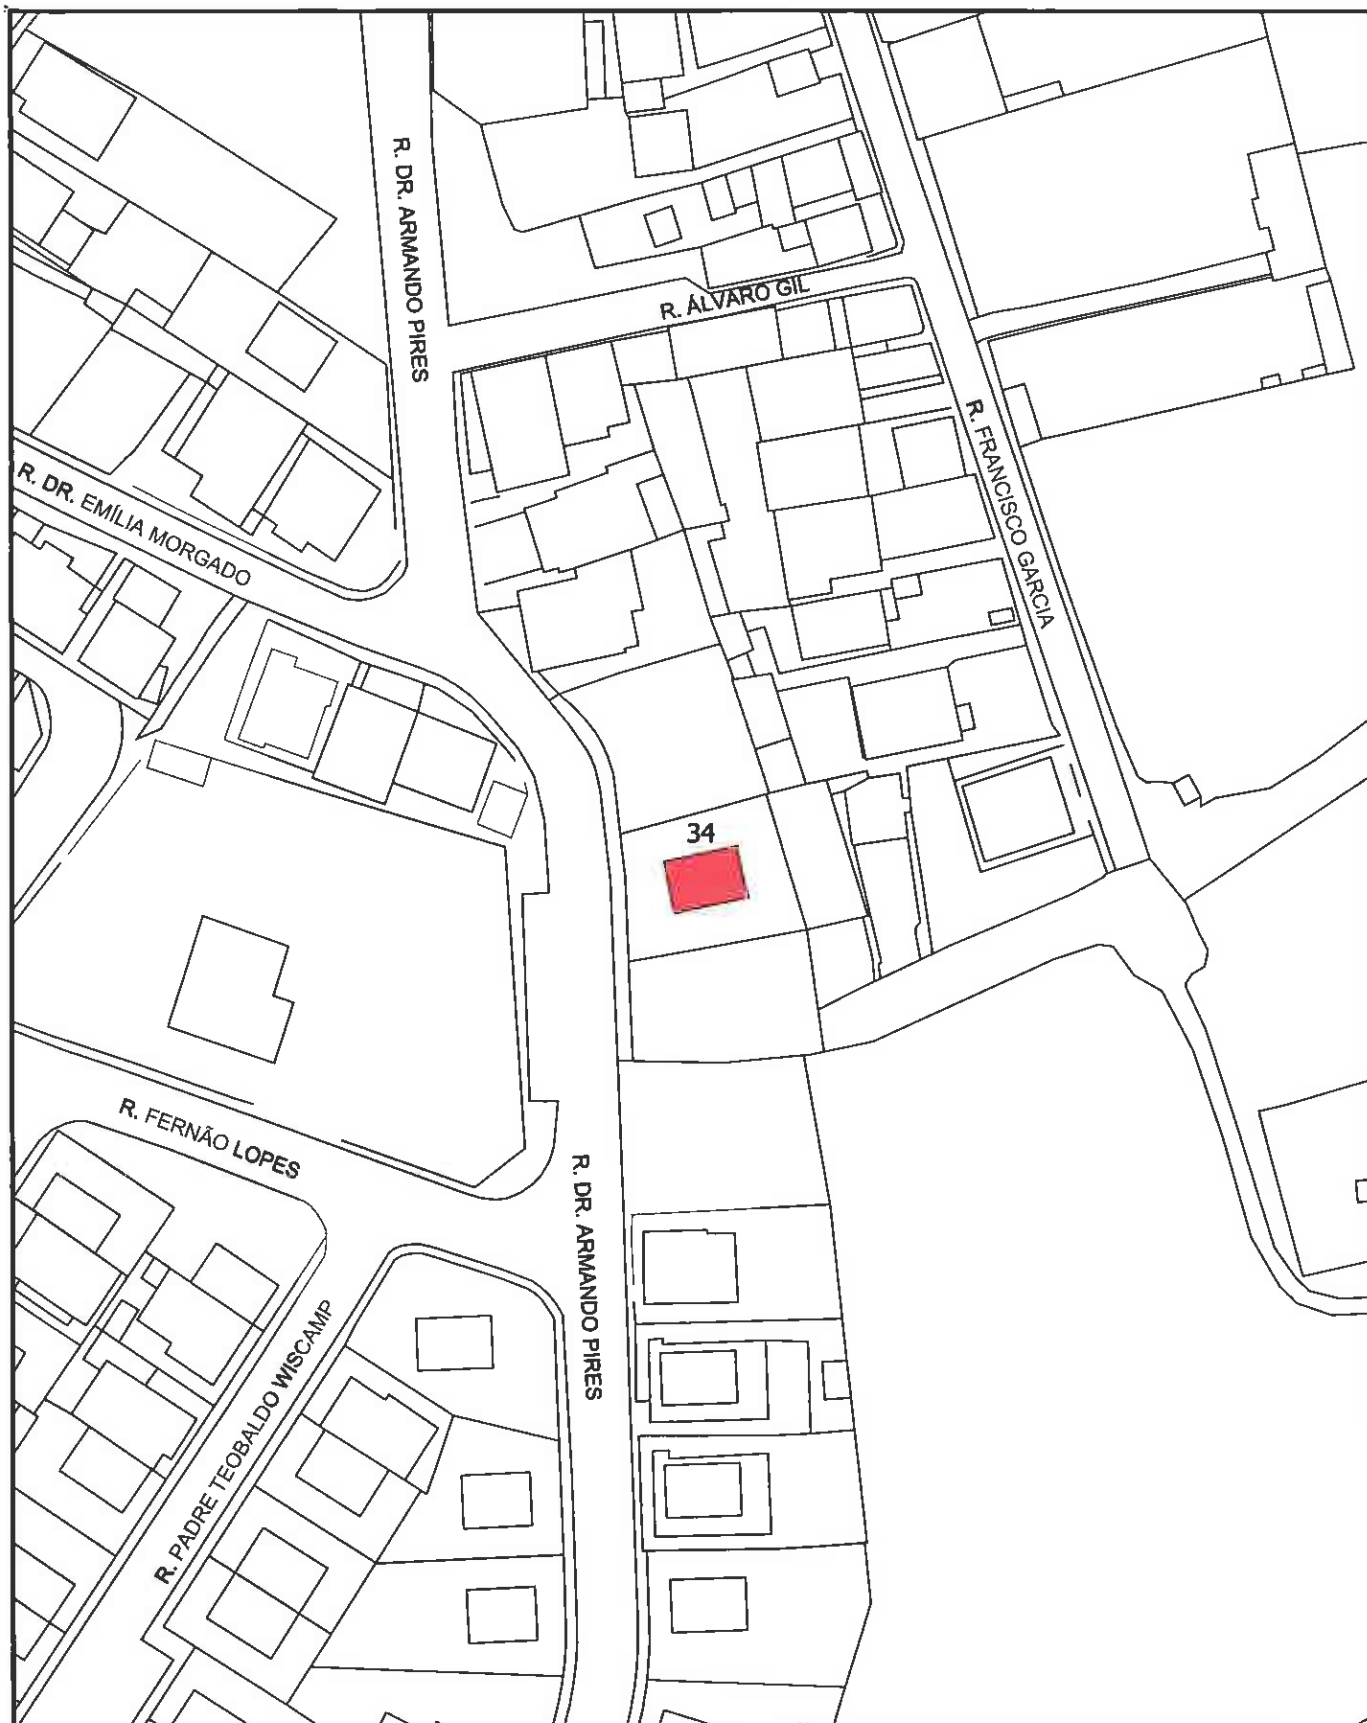 R. DR. ARMANDO PIRES
R. ÁLVARO GIL
R. FRANCISCO GARCIA
R. DR. EMÍLIA MORGADO
34
R. FERNÃO LOPES
R. DR. ARMANDO PIRES
R. PADRE TEOBALDO WISCAMP